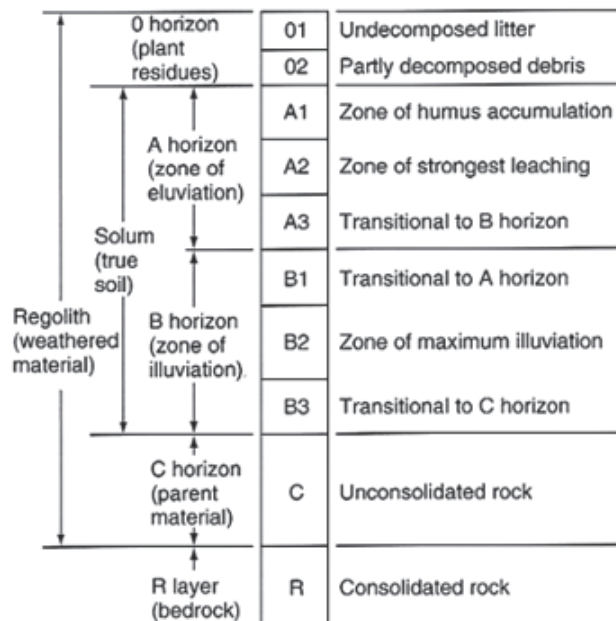 0 horizon
(plant
residues)
01 Undecomposed litter
02 Partly decomposed debris
A horizon
(zone of
eluviation)
A1 Zone of humus accumulation
A2 Zone of strongest leaching
A3 Transitional to B horizon
Solum
(true
soil)
Regolith
(weathered
material)
B horizon
(zone of
illuviation).
B1 Transitional to A horizon
B2 Zone of maximum illuviation
B3 Transitional to C horizon
C horizon
(parent
material)
C Unconsolidated rock
R layer
(bedrock)
R Consolidated rock